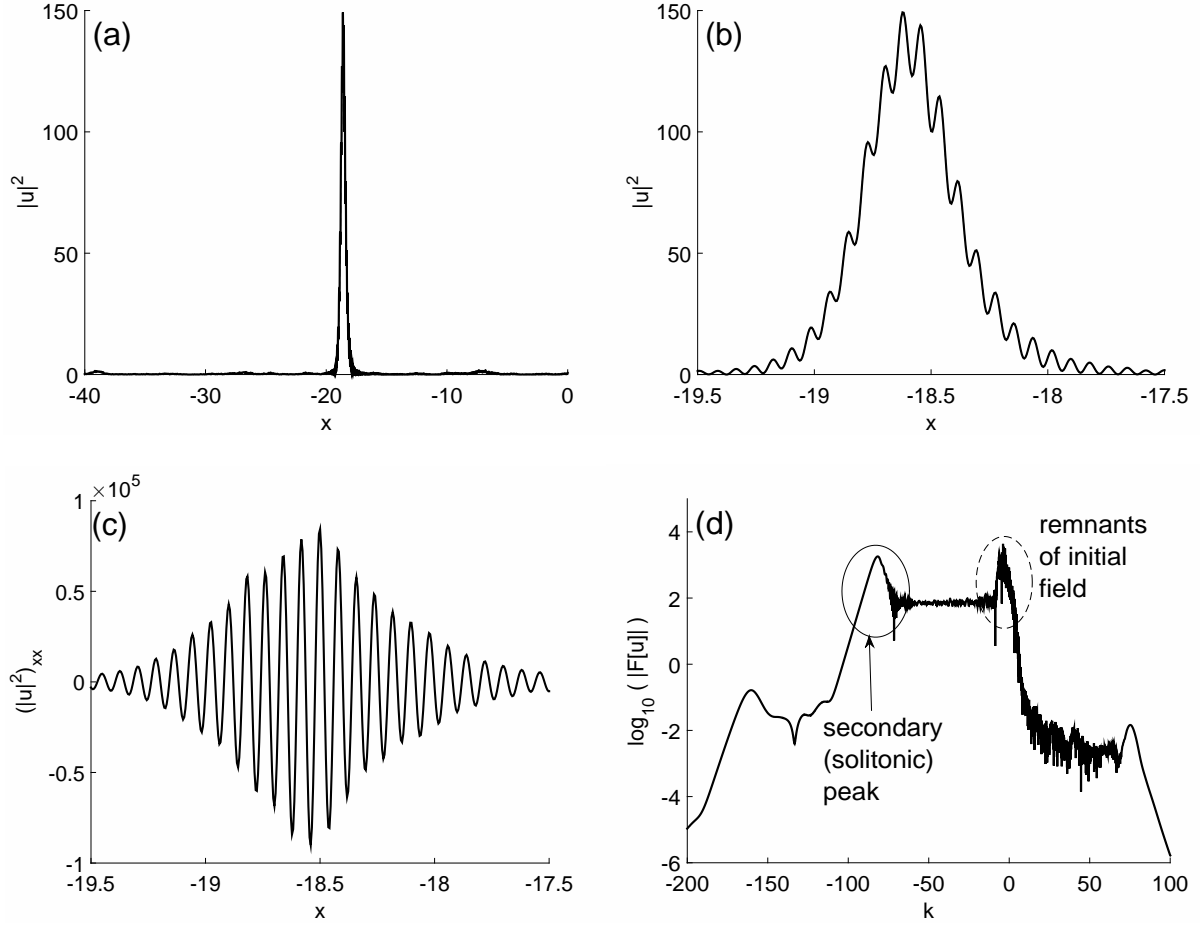 (a)
150
100
50
0
|u|²
-40 -30 -20 -10 0
x
(b)
150
100
50
0
|u|²
-19.5 -19 -18.5 -18 -17.5
x
(c)
×10⁵
1
0.5
0
-0.5
-1
(|u|²)ₓₓ
-19.5 -19 -18.5 -18 -17.5
x
(d)
4
2
0
-2
-4
-6
log₁₀ ( |F[u]| )
remnants
of initial
field
secondary
(solitonic)
peak
-200 -150 -100 -50 0 50 100
k